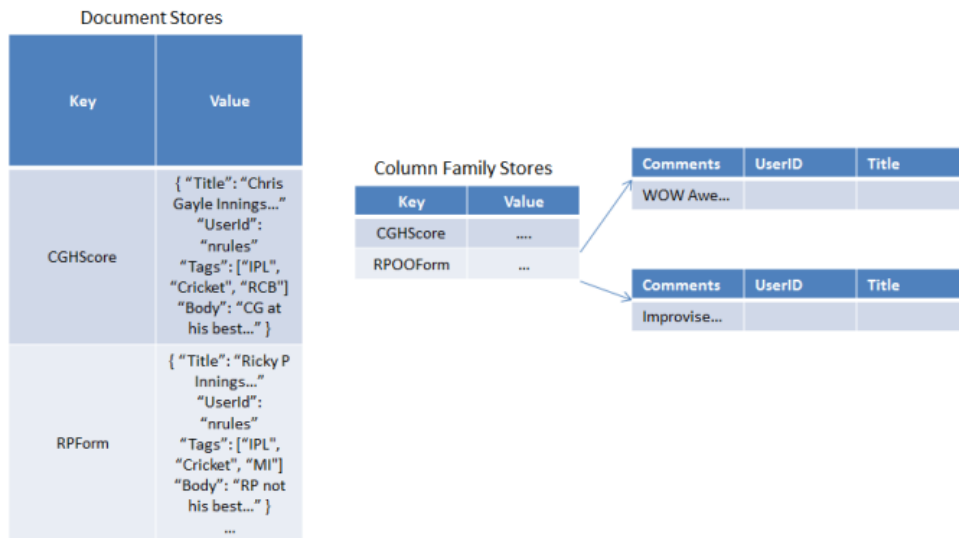 Document Stores
Key Value
CGHScore
{ “Title”: “Chris
Gayle Innings…”
“UserId”:
“nrules”
“Tags”: [“IPL",
“Cricket”, “RCB”]
“Body”: “CG at
his best…” }
RPForm
{ “Title”: “Ricky P
Innings…”
“UserId”:
“nrules”
“Tags”: [“IPL",
“Cricket”, “MI”]
“Body”: “RP not
his best…” }
…
Column Family Stores
Key Value
CGHScore ….
RPOOForm …
Comments UserID Title
WOW Awe…
Comments UserID Title
Improvise…